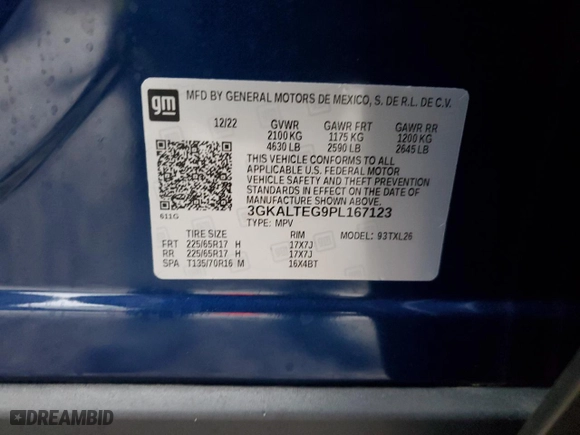 gm
MFD BY GENERAL MOTORS DE MEXICO, S. DE R.L. DE C.V.
12/22 GVWR GAWR FRT GAWR RR
2100 KG 1175 KG 1200 KG
4630 LB 2590 LB 2645 LB
THIS VEHICLE CONFORMS TO ALL
APPLICABLE U.S. FEDERAL MOTOR
VEHICLE SAFETY AND THEFT PREVENTION
STANDARDS IN EFFECT ON THE DATE OF
MANUFACTURE SHOWN ABOVE.
611G 3GKALTEG9PL167123
TYPE: MPV
TIRE SIZE RIM MODEL: 93TXL26
FRT 225/65R17 H 17X7J
RR 225/65R17 H 17X7J
SPA T135/70R16 M 16X4BT
© DREAMBID